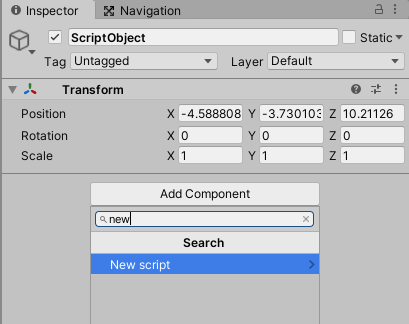 Inspector Navigation
ScriptObject Static
Tag Untagged Layer Default
Transform
Position X -4.588808 Y -3.730103 Z 10.21126
Rotation X 0 Y 0 Z 0
Scale X 1 Y 1 Z 1
Add Component
new
Search
New script